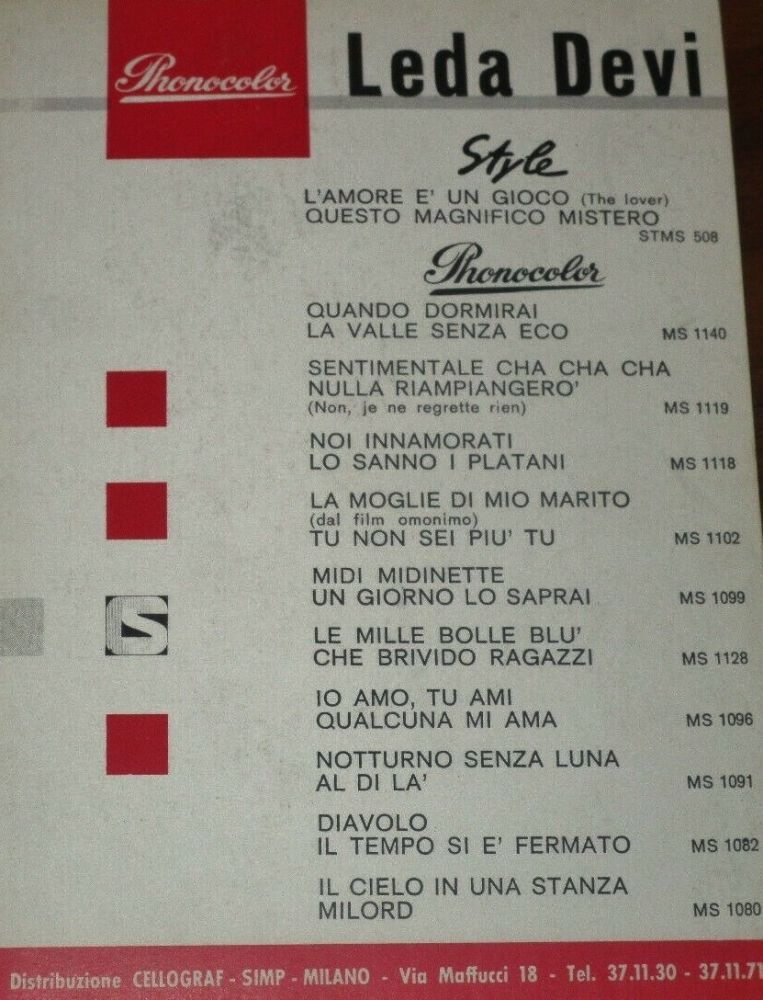 Phonocolor
Leda Devi
Style
L'AMORE E' UN GIOCO (The lover)
QUESTO MAGNIFICO MISTERO
STMS 508
Phonocolor
QUANDO DORMIRAI
LA VALLE SENZA ECO MS 1140
SENTIMENTALE CHA CHA CHA
NULLA RIAMPIANGERO'
(Non, je ne regrette rien) MS 1119
NOI INNAMORATI
LO SANNO I PLATANI MS 1118
LA MOGLIE DI MIO MARITO
(dal film omonimo)
TU NON SEI PIU' TU MS 1102
MIDI MIDINETTE
UN GIORNO LO SAPRAI MS 1099
S
LE MILLE BOLLE BLU'
CHE BRIVIDO RAGAZZI MS 1128
IO AMO, TU AMI
QUALCUNA MI AMA MS 1096
NOTTURNO SENZA LUNA
AL DI LA' MS 1091
DIAVOLO
IL TEMPO SI E' FERMATO MS 1082
IL CIELO IN UNA STANZA
MILORD MS 1080
Distribuzione CELLOGRAF - SIMP - MILANO - Via Maffucci 18 - Tel. 37.11.30 - 37.11.71